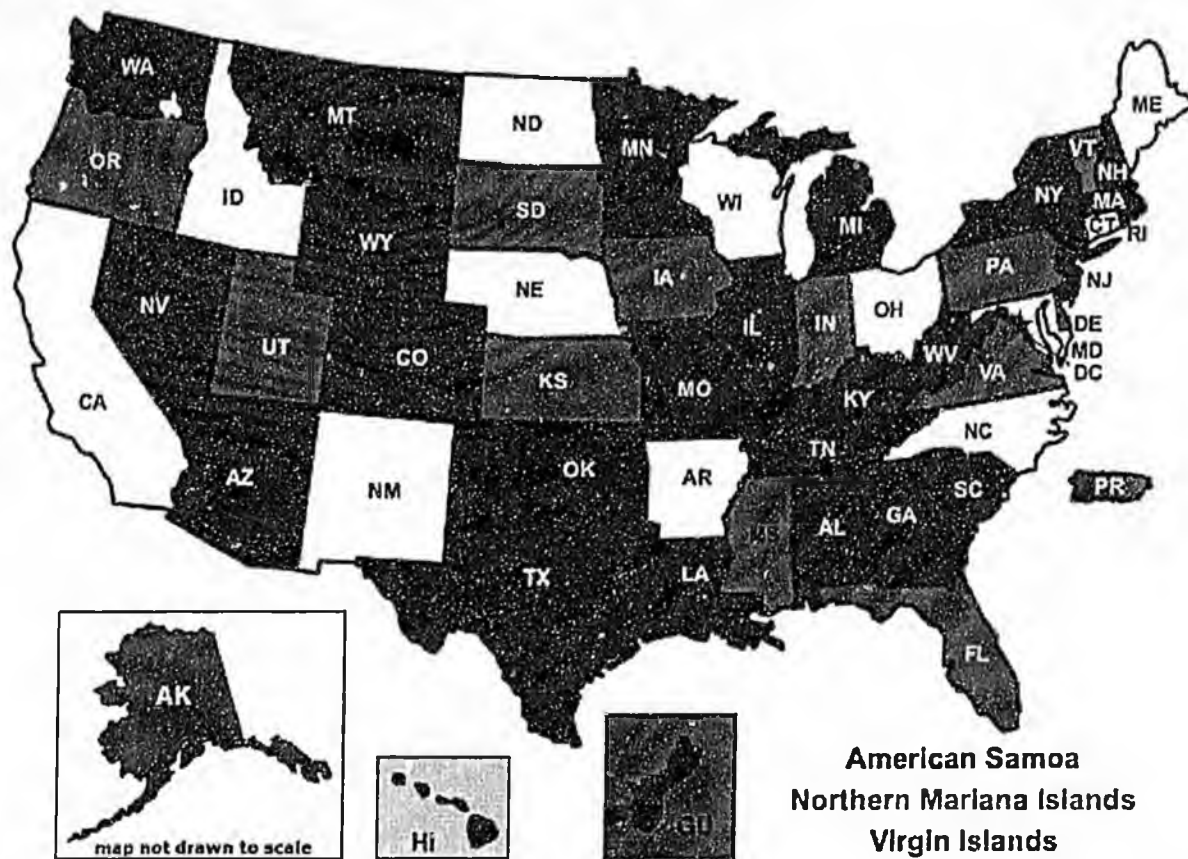 WA
MT
ND
MN
ME
VT
NH
OR
ID
SD
WI
NY
MA
CT
RI
MI
WY
IA
PA
NJ
NE
NV
IL
IN
OH
DE
UT
CO
WV
MD
KS
MO
VA
DC
CA
KY
NC
TN
AZ
OK
NM
AR
SC
PR
MS
AL
GA
TX
LA
FL
AK
map not drawn to scale
Hi
GU
American Samoa
Northern Mariana Islands
Virgin Islands